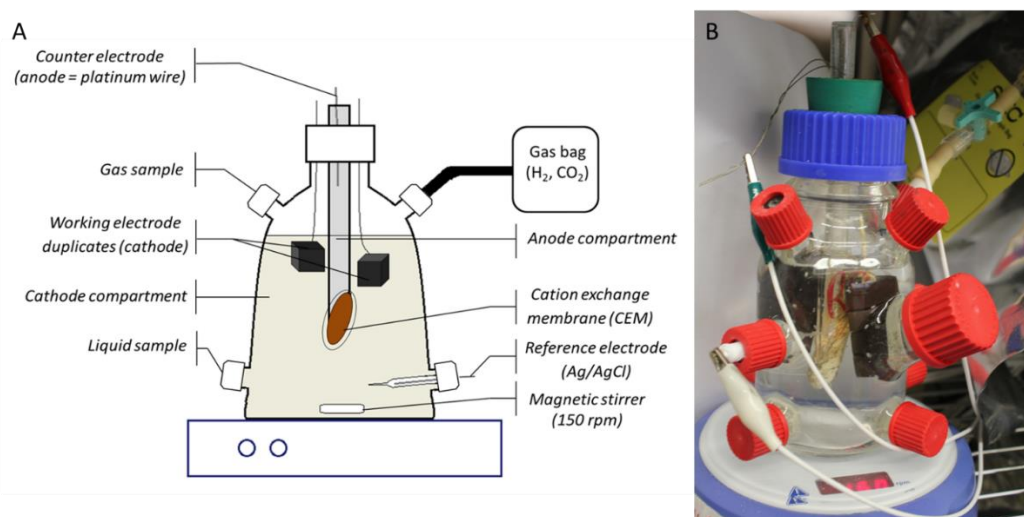 A
Counter electrode
(anode = platinum wire)
Gas sample
Working electrode
duplicates (cathode)
Cathode compartment
Liquid sample
Gas bag
(H₂, CO₂)
Anode compartment
Cation exchange
membrane (CEM)
Reference electrode
(Ag/AgCl)
Magnetic stirrer
(150 rpm)
B